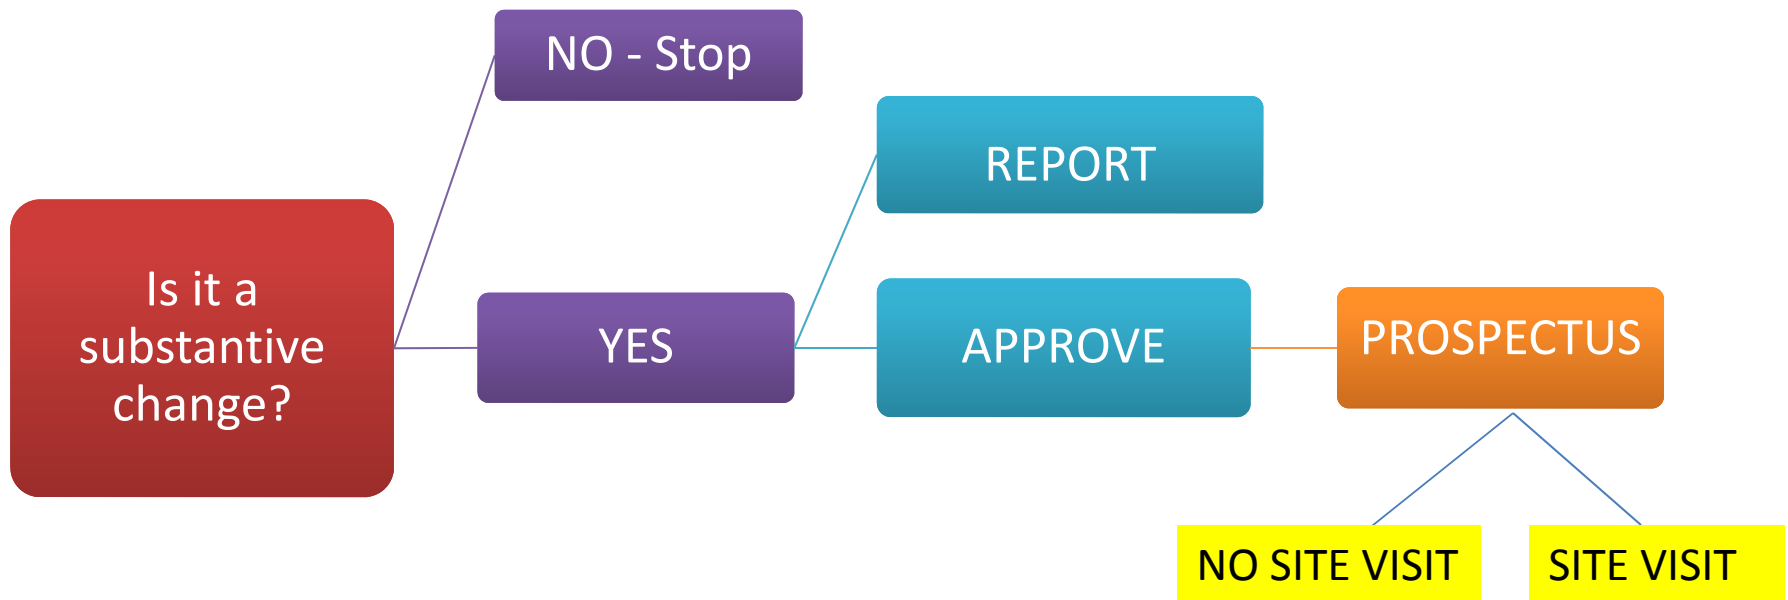 NO - Stop
REPORT
Is it a
substantive
change?
YES
APPROVE
PROSPECTUS
NO SITE VISIT
SITE VISIT